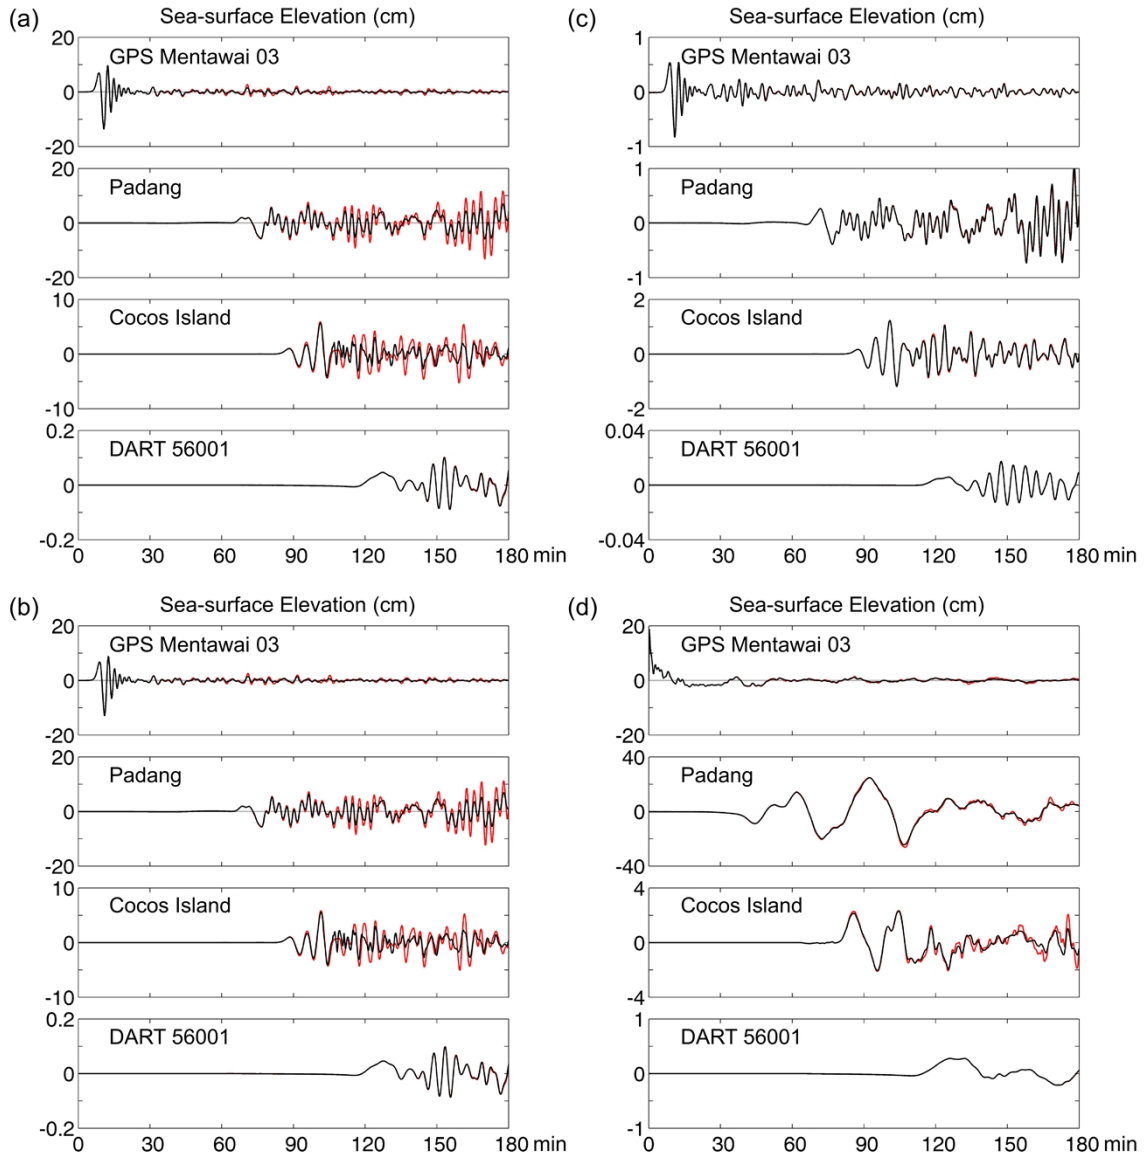 (a)
Sea-surface Elevation (cm)
20
GPS Mentawai 03
0
-20
20
Padang
0
-20
10
Cocos Island
0
-10
0.2
DART 56001
0
-0.2
0 30 60 90 120 150 180 min
(c)
Sea-surface Elevation (cm)
1
GPS Mentawai 03
0
-1
1
Padang
0
-1
2
Cocos Island
0
-2
0.04
DART 56001
0
-0.04
0 30 60 90 120 150 180 min
(b)
Sea-surface Elevation (cm)
20
GPS Mentawai 03
0
-20
20
Padang
0
-20
10
Cocos Island
0
-10
0.2
DART 56001
0
-0.2
0 30 60 90 120 150 180 min
(d)
Sea-surface Elevation (cm)
20
GPS Mentawai 03
0
-20
40
Padang
0
-40
4
Cocos Island
0
-4
1
DART 56001
0
-1
0 30 60 90 120 150 180 min